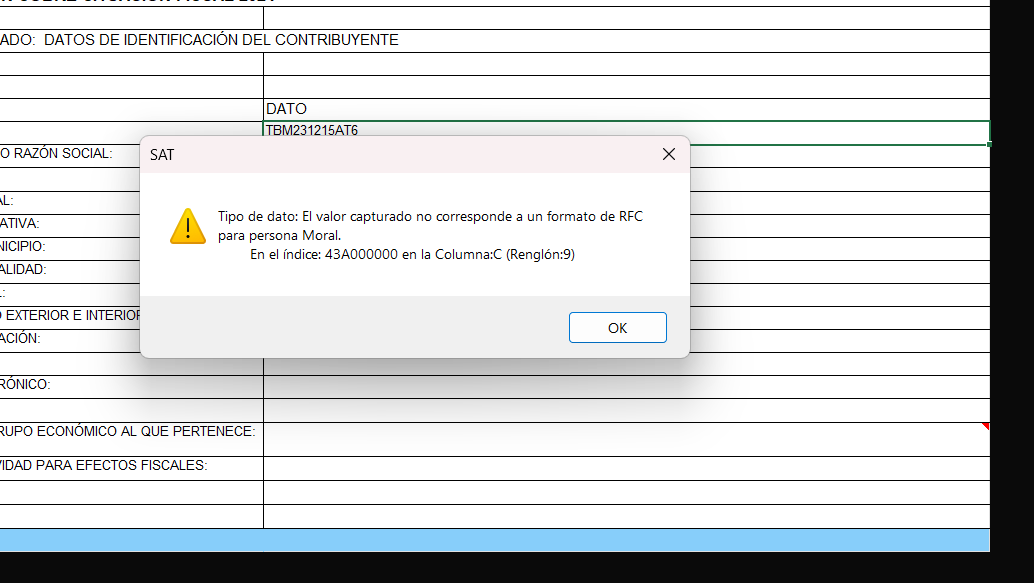 ADO: DATOS DE IDENTIFICACIÓN DEL CONTRIBUYENTE
DATO
TBM231215AT6
O RAZÓN SOCIAL:
SAT
AL:
Tipo de dato: El valor capturado no corresponde a un formato de RFC
ATIVA:
para persona Moral.
NICIPIO:
En el índice: 43A000000 en la Columna:C (Renglón:9)
ALIDAD:
L:
O EXTERIOR E INTERIOR
OK
ACIÓN:
RÓNICO:
RUPO ECONÓMICO AL QUE PERTENECE:
VIDAD PARA EFECTOS FISCALES: